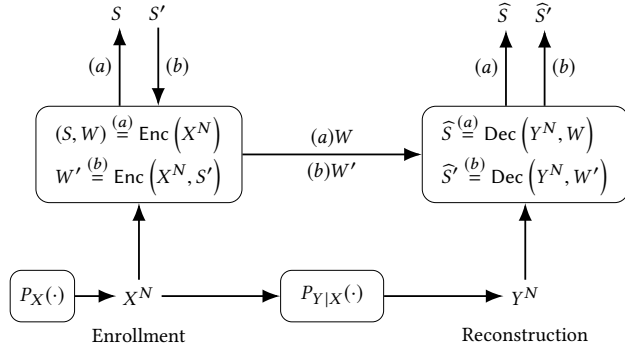 S S′ Ŝ Ŝ′
(a) (b) (a) (b)
(S, W) (a)= Enc(X^N) (a)W Ŝ (a)= Dec(Y^N, W)
W′ (b)= Enc(X^N, S′) (b)W′ Ŝ′ (b)= Dec(Y^N, W′)
P_X(·) X^N P_{Y|X}(·) Y^N
Enrollment Reconstruction